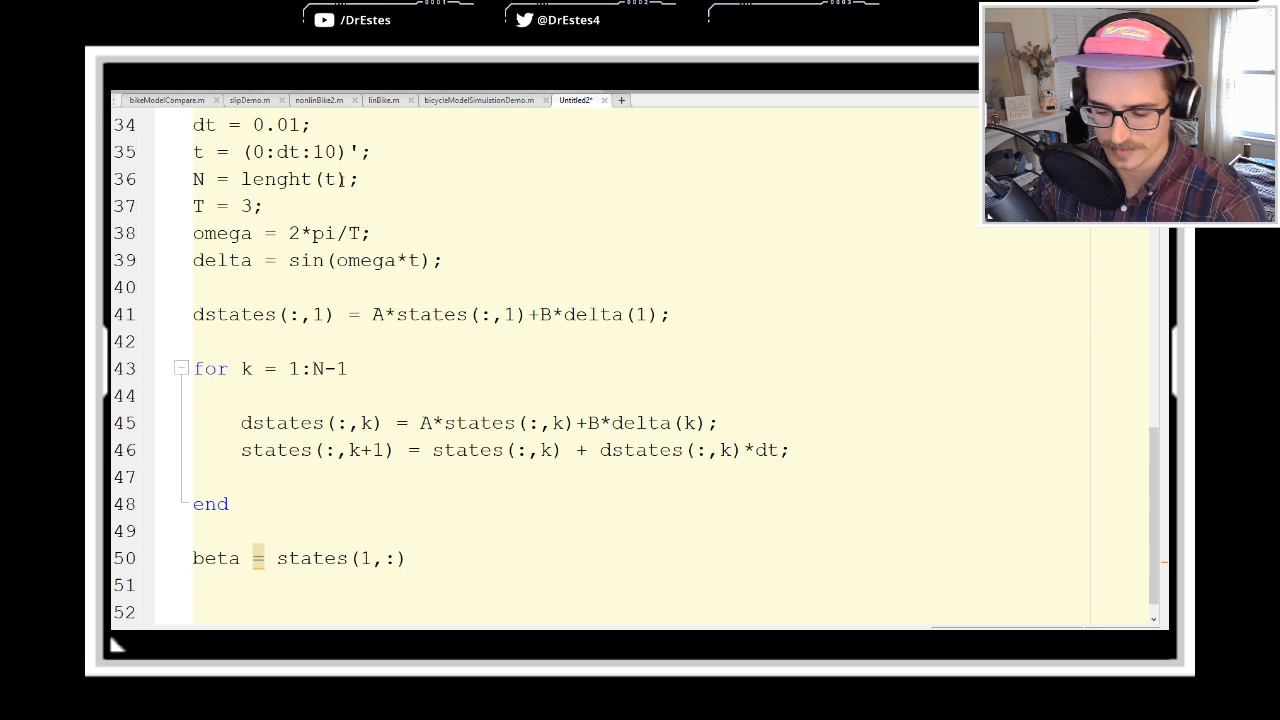 0001 0002 0003
/DrEstes @DrEstes4
bikeModelCompare.m slipDemo.m nonlinBike2.m linBike.m bicycleModelSimulationDemo.m Untitled2*
34 dt = 0.01;
35 t = (0:dt:10)';
36 N = lenght(t);
37 T = 3;
38 omega = 2*pi/T;
39 delta = sin(omega*t);
40
41 dstates(:,1) = A*states(:,1)+B*delta(1);
42
43 for k = 1:N-1
44
45 dstates(:,k) = A*states(:,k)+B*delta(k);
46 states(:,k+1) = states(:,k) + dstates(:,k)*dt;
47
48 end
49
50 beta = states(1,:)
51
52